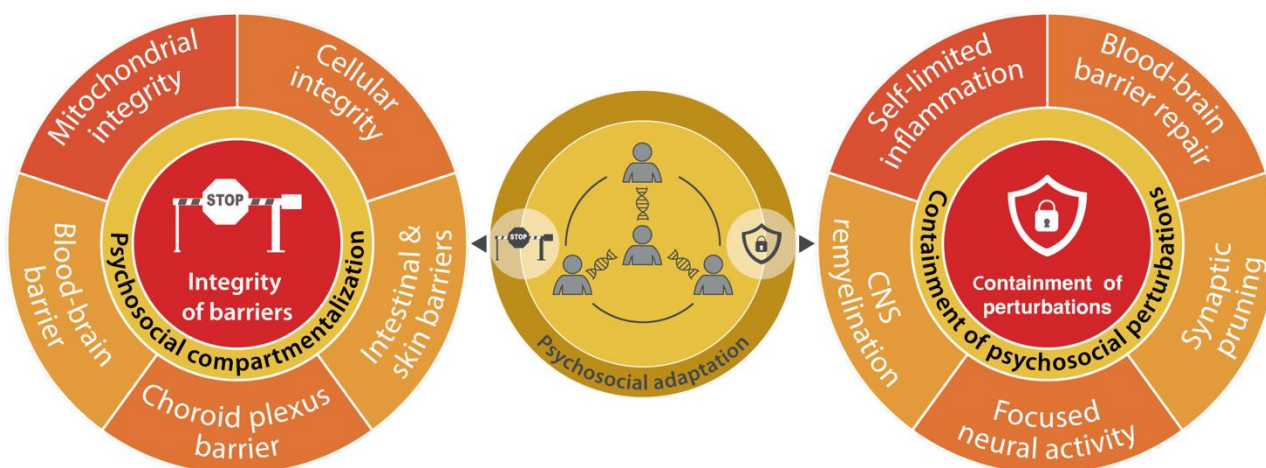 Mitochondrial
integrity
Cellular
integrity
Intestinal &
skin barriers
Choroid plexus
barrier
Blood-brain
barrier
Psychosocial compartmentalization
STOP
Integrity
of barriers
STOP
Psychosocial adaptation
Self-limited
inflammation
Blood-brain
barrier repair
Synaptic
pruning
Focused
neural activity
CNS
remyelination
Containment of psychosocial perturbations
Containment of
perturbations